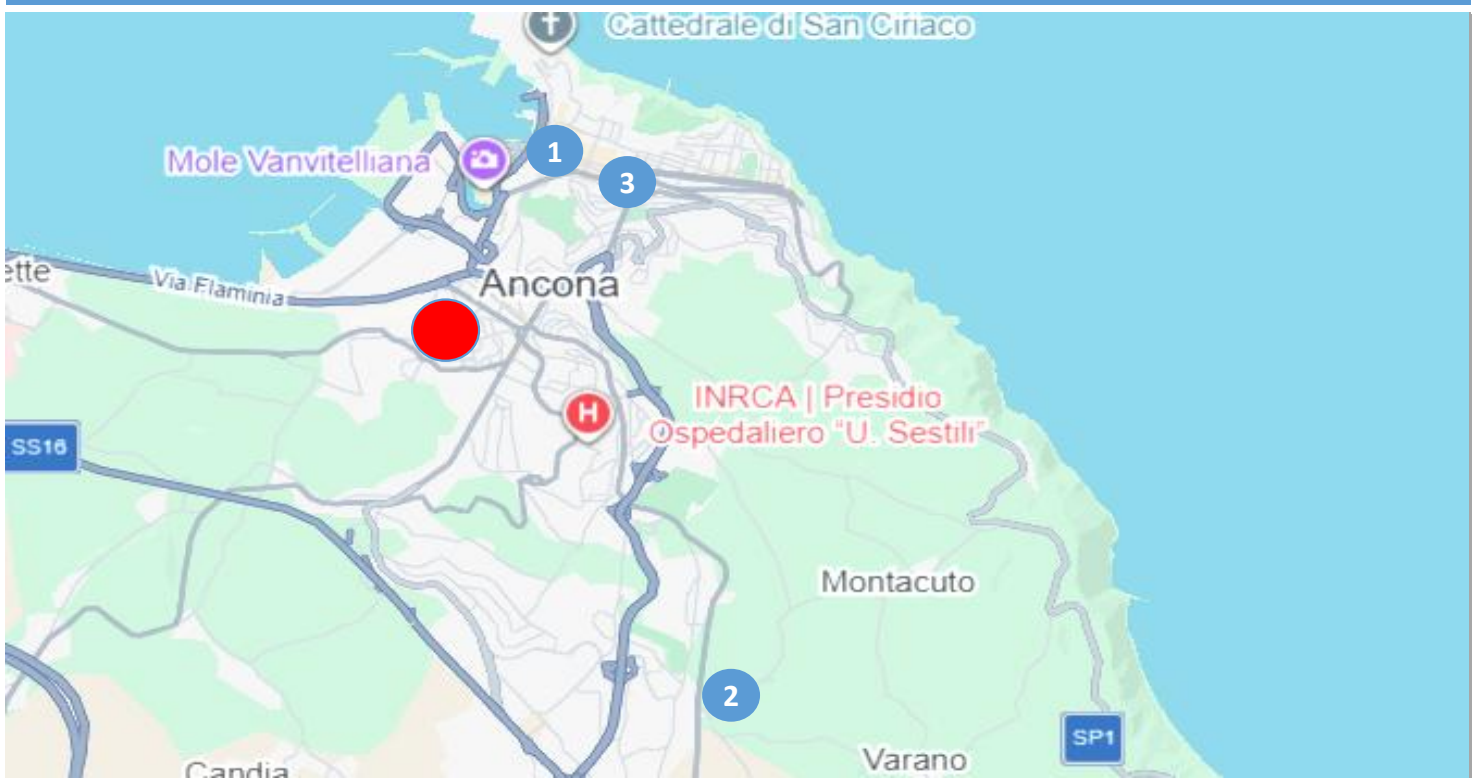 Cattedrale di San Ciriaco
Mole Vanvitelliana
1
3
ette
Via Flaminia
Ancona
INRCA | Presidio
Ospedaliero "U. Sestili"
H
SS16
Montacuto
2
SP1
Varano
Candia